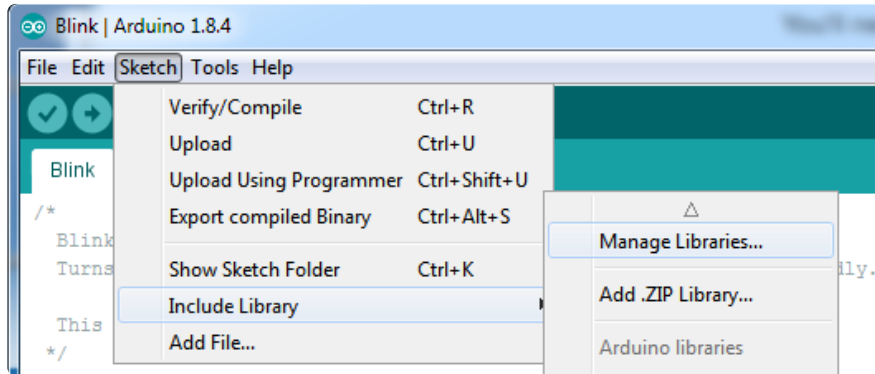 Blink | Arduino 1.8.4
File Edit Sketch Tools Help
Verify/Compile Ctrl+R
Upload Ctrl+U
Upload Using Programmer Ctrl+Shift+U
Export compiled Binary Ctrl+Alt+S
Show Sketch Folder Ctrl+K
Include Library
Add File...
Manage Libraries...
Add .ZIP Library...
Arduino libraries
Blink
/*
Blink
Turns
dly.
This
*/